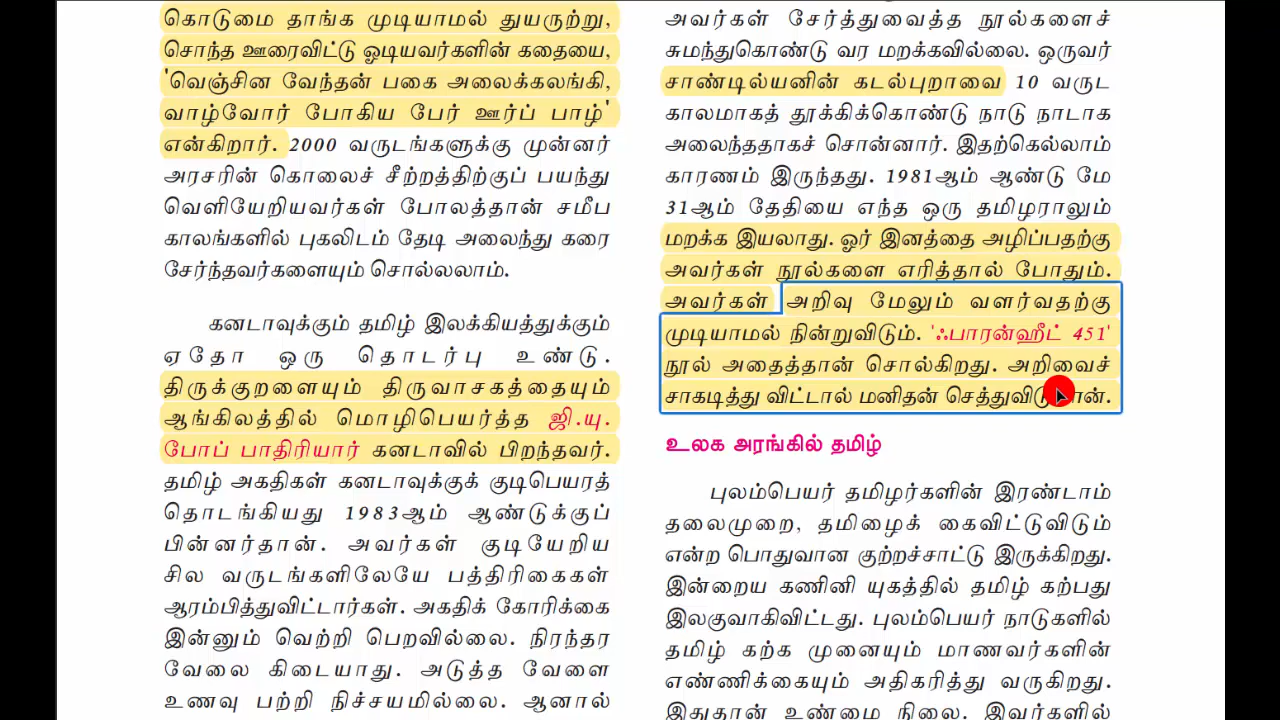 கொடுமை தாங்க முடியாமல் துயருற்று,
சொந்த ஊரைவிட்டு ஓடியவர்களின் கதையை,
'வெஞ்சின வேந்தன் பகை அலைக்கலங்கி,
வாழ்வோர் போகிய பேர் ஊர்ப் பாழ்'
என்கிறார். 2000 வருடங்களுக்கு முன்னர்
அரசரின் கொலைச் சீற்றத்திற்குப் பயந்து
வெளியேறியவர்கள் போலத்தான் சமீப
காலங்களில் புகலிடம் தேடி அலைந்து கரை
சேர்ந்தவர்களையும் சொல்லலாம்.
கனடாவுக்கும் தமிழ் இலக்கியத்துக்கும்
ஏதோ ஒரு தொடர்பு உண்டு.
திருக்குறளையும் திருவாசகத்தையும்
ஆங்கிலத்தில் மொழிபெயர்த்த ஜி.யு.
போப் பாதிரியார் கனடாவில் பிறந்தவர்.
தமிழ் அகதிகள் கனடாவுக்குக் குடிபெயரத்
தொடங்கியது 1983ஆம் ஆண்டுக்குப்
பின்னர்தான். அவர்கள் குடியேறிய
சில வருடங்களிலேயே பத்திரிகைகள்
ஆரம்பித்துவிட்டார்கள். அகதிக் கோரிக்கை
இன்னும் வெற்றி பெறவில்லை. நிரந்தர
வேலை கிடையாது. அடுத்த வேளை
உணவு பற்றி நிச்சயமில்லை. ஆனால்
அவர்கள் சேர்த்துவைத்த நூல்களைச்
சுமந்துகொண்டு வர மறக்கவில்லை. ஒருவர்
சாண்டில்யனின் கடல்புறாவை 10 வருட
காலமாகத் தூக்கிக்கொண்டு நாடு நாடாக
அலைந்ததாகச் சொன்னார். இதற்கெல்லாம்
காரணம் இருந்தது. 1981ஆம் ஆண்டு மே
31ஆம் தேதியை எந்த ஒரு தமிழராலும்
மறக்க இயலாது. ஓர் இனத்தை அழிப்பதற்கு
அவர்கள் நூல்களை எரித்தால் போதும்.
அவர்கள் அறிவு மேலும் வளர்வதற்கு
முடியாமல் நின்றுவிடும். 'ஃபாரன்ஹீட் 451'
நூல் அதைத்தான் சொல்கிறது. அறிவைச்
சாகடித்து விட்டால் மனிதன் செத்துவிடுவான்.
உலக அரங்கில் தமிழ்
புலம்பெயர் தமிழர்களின் இரண்டாம்
தலைமுறை, தமிழைக் கைவிட்டுவிடும்
என்ற பொதுவான குற்றச்சாட்டு இருக்கிறது.
இன்றைய கணினி யுகத்தில் தமிழ் கற்பது
இலகுவாகிவிட்டது. புலம்பெயர் நாடுகளில்
தமிழ் கற்க முனையும் மாணவர்களின்
எண்ணிக்கையும் அதிகரித்து வருகிறது.
இதுதான் உண்மை நிலை. இவர்களில்